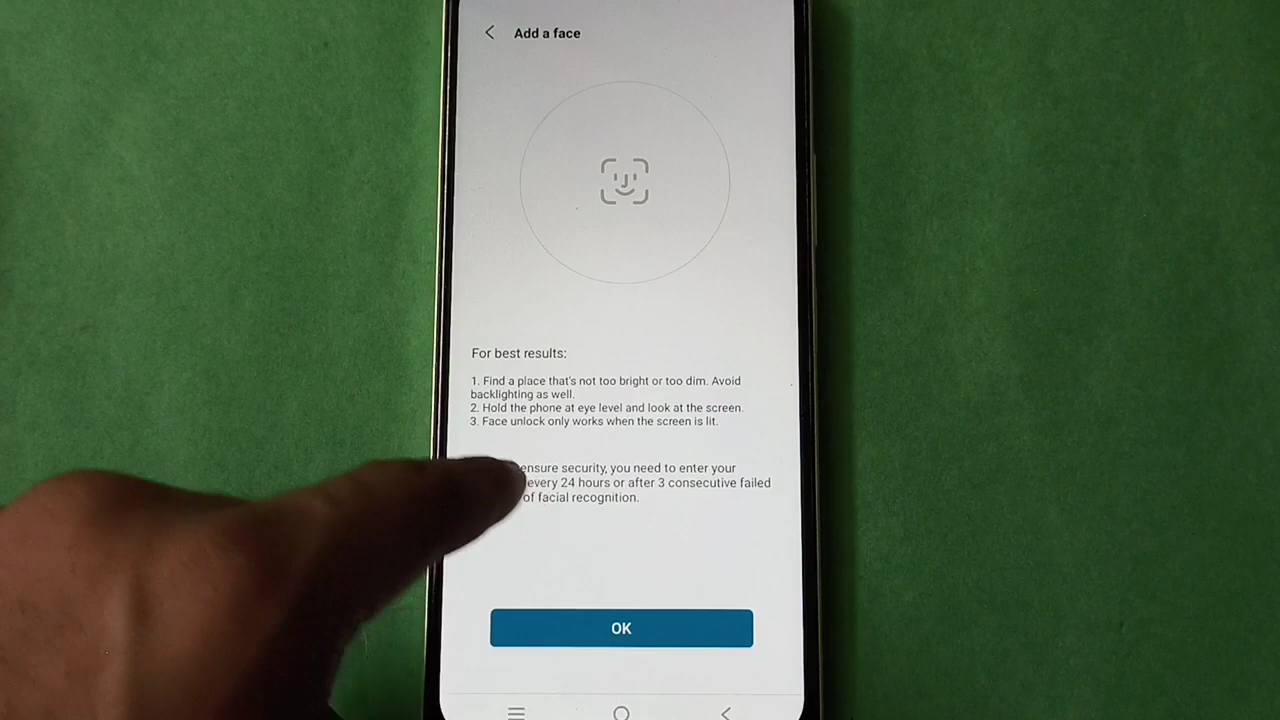 Add a face
For best results:
1. Find a place that's not too bright or too dim. Avoid
backlighting as well.
2. Hold the phone at eye level and look at the screen.
3. Face unlock only works when the screen is lit.
ensure security, you need to enter your
every 24 hours or after 3 consecutive failed
of facial recognition.
OK